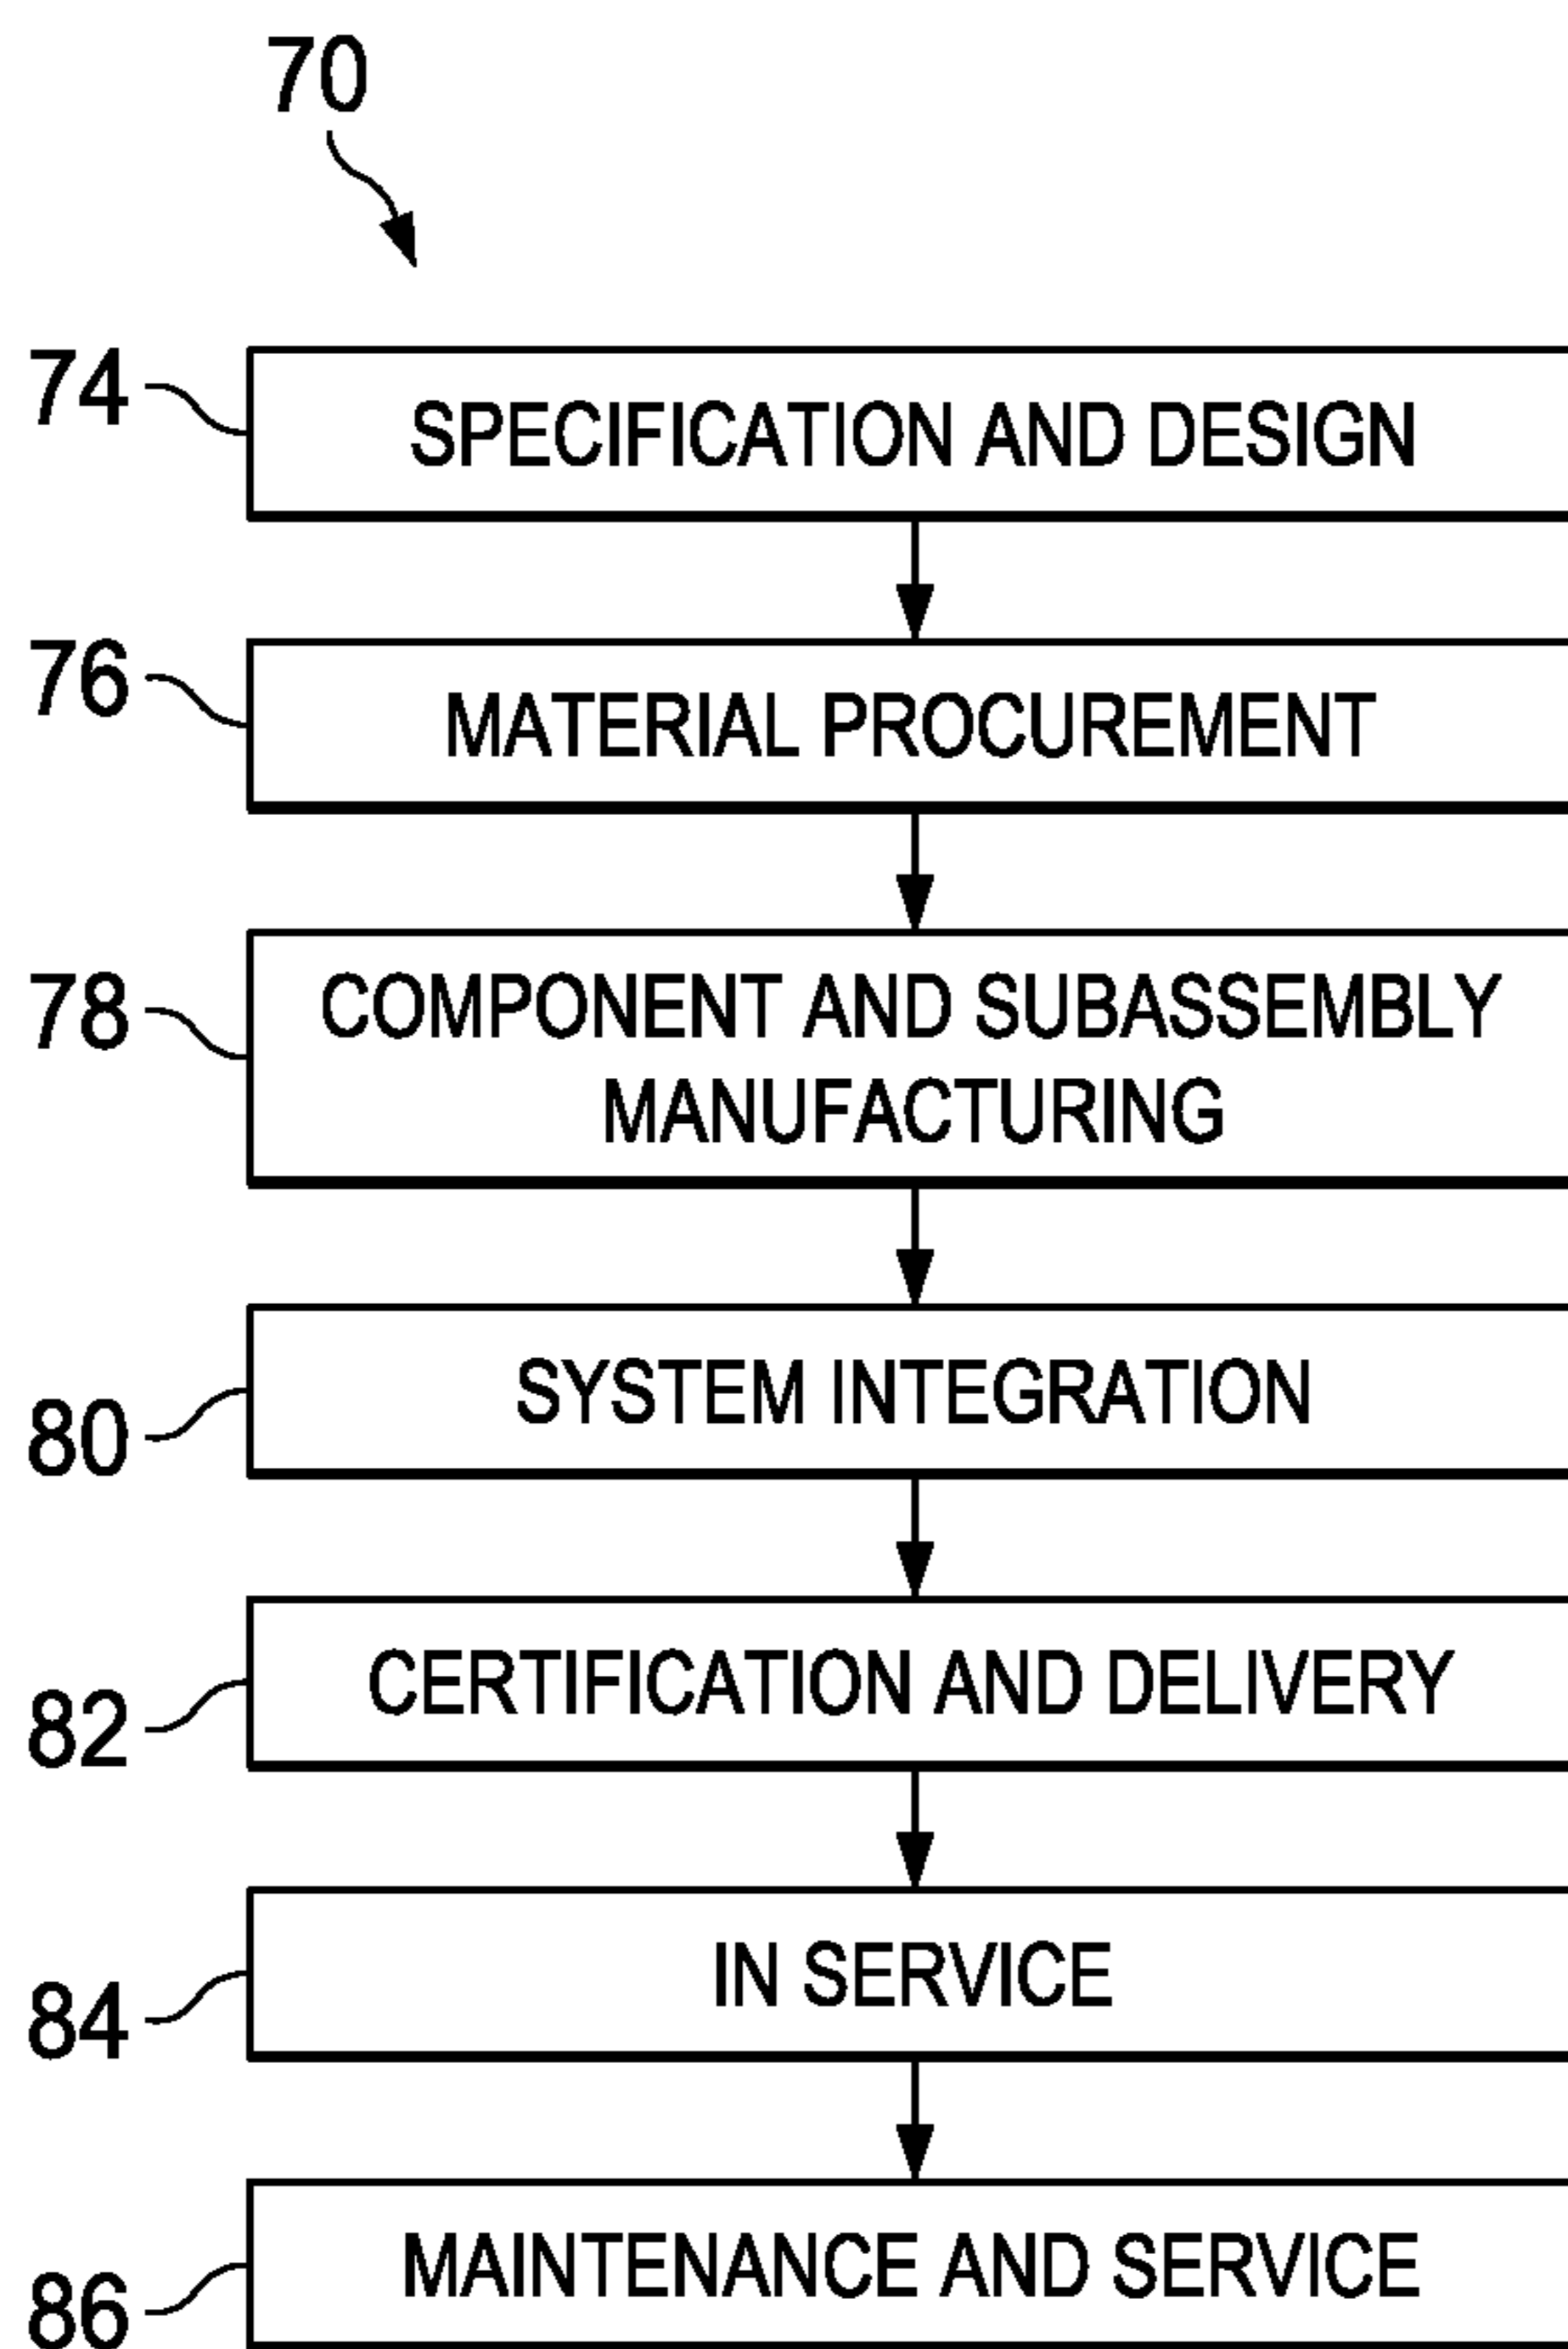 70
74
SPECIFICATION AND DESIGN
76
MATERIAL PROCUREMENT
78
COMPONENT AND SUBASSEMBLY
MANUFACTURING
80
SYSTEM INTEGRATION
82
CERTIFICATION AND DELIVERY
84
IN SERVICE
86
MAINTENANCE AND SERVICE